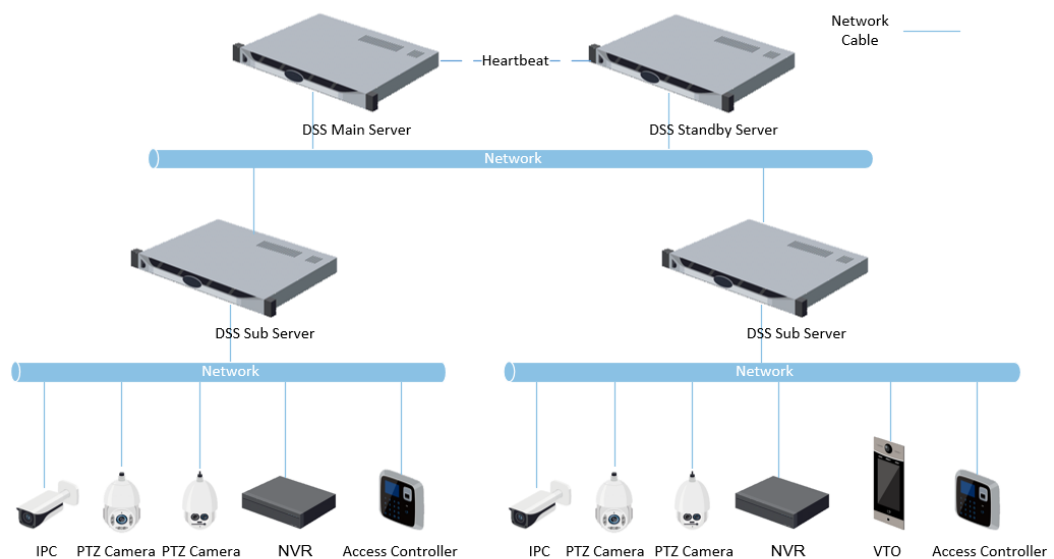 Network
Cable
Heartbeat
DSS Main Server
DSS Standby Server
Network
DSS Sub Server
DSS Sub Server
Network
Network
IPC
PTZ Camera
PTZ Camera
NVR
Access Controller
IPC
PTZ Camera
PTZ Camera
NVR
VTO
Access Controller